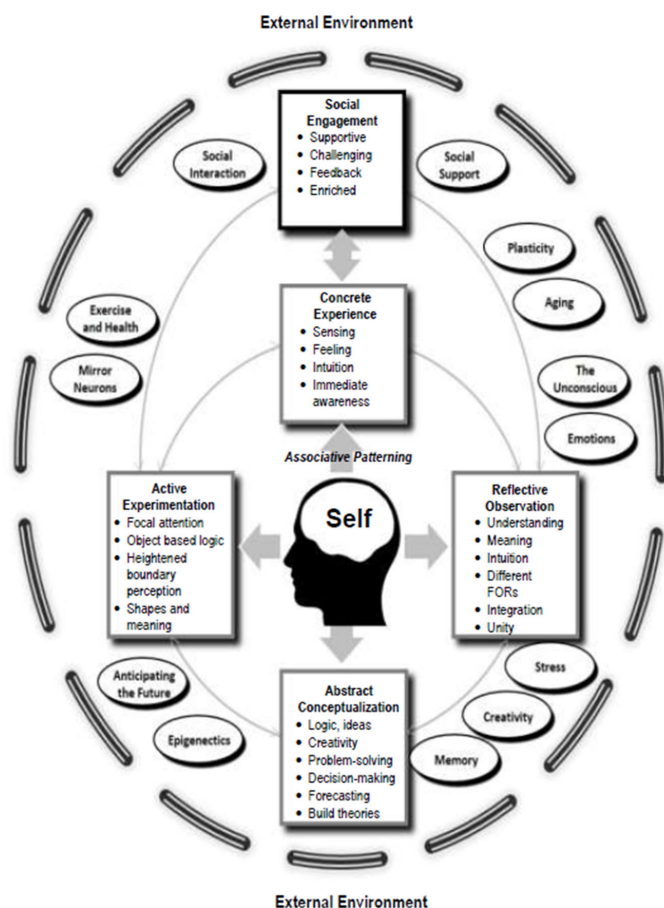 External Environment
Social
Engagement
• Supportive
• Challenging
• Feedback
• Enriched
Social
Interaction
Social
Support
Plasticity
Aging
Concrete
Experience
• Sensing
• Feeling
• Intuition
• Immediate
awareness
Exercise
and Health
Mirror
Neurons
The
Unconscious
Emotions
Associative Patterning
Active
Experimentation
• Focal attention
• Object based logic
• Heightened
boundary
perception
• Shapes and
meaning
Self
Reflective
Observation
• Understanding
• Meaning
• Intuition
• Different
FORs
• Integration
• Unity
Anticipating
the Future
Epigenectics
Abstract
Conceptualization
• Logic, ideas
• Creativity
• Problem-solving
• Decision-making
• Forecasting
• Build theories
Stress
Creativity
Memory
External Environment